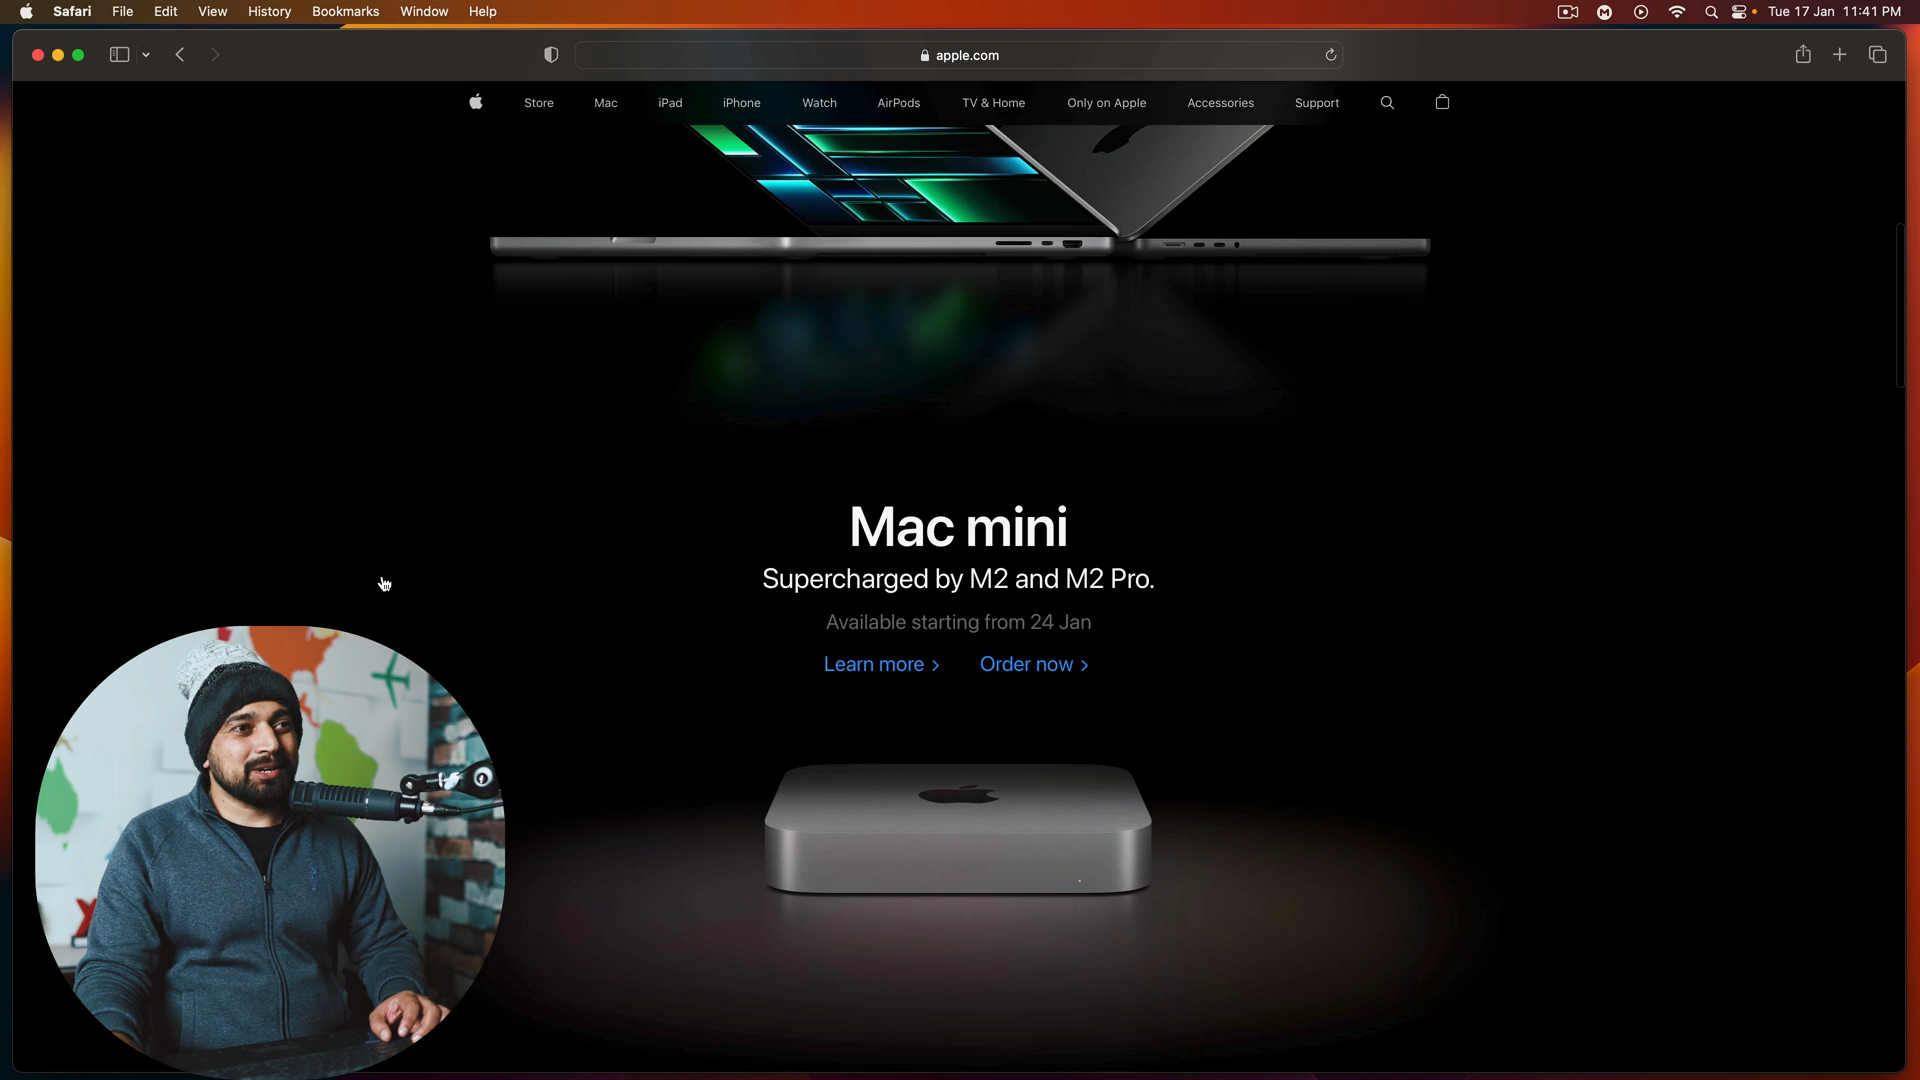 Safari File Edit View History Bookmarks Window Help Tue 17 Jan 11:41 PM
apple.com
Store Mac iPad iPhone Watch AirPods TV & Home Only on Apple Accessories Support
Mac mini
Supercharged by M2 and M2 Pro.
Available starting from 24 Jan
Learn more > Order now >